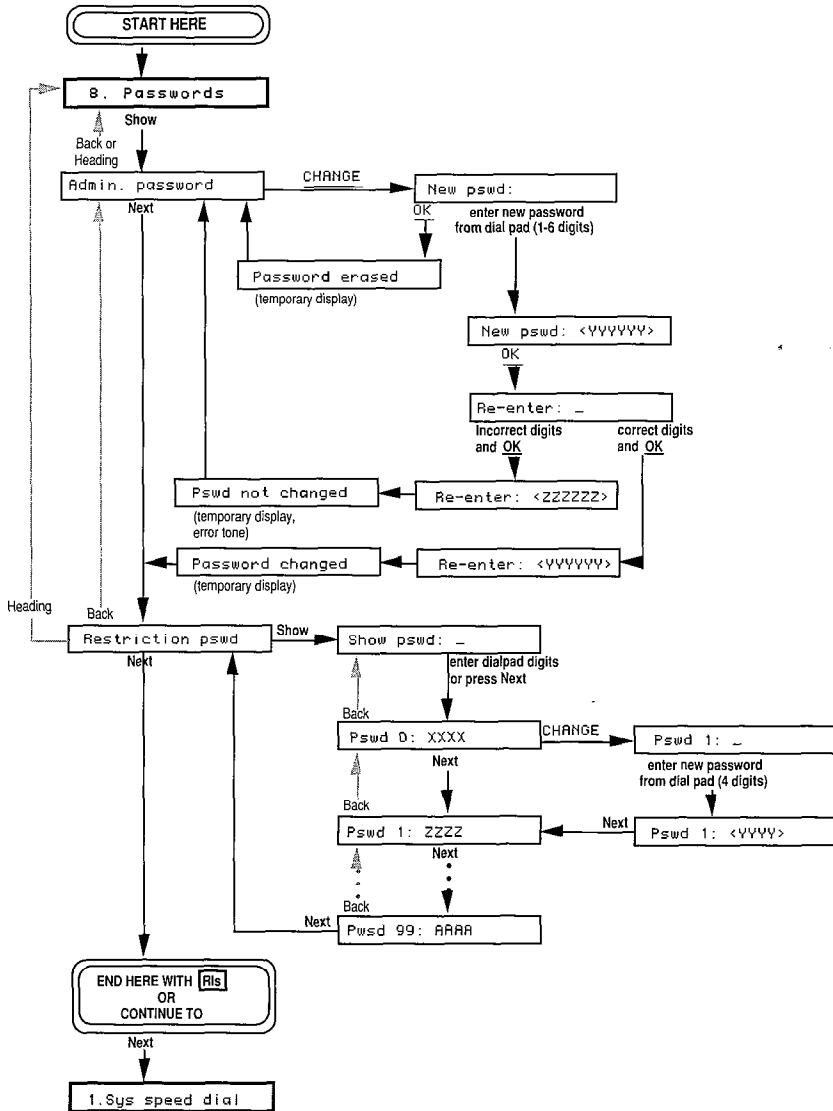 START HERE
8. Passwords
Show
Back or
Heading
Admin. password
CHANGE
New pswd:
Next
OK
enter new password
from dial pad (1-6 digits)
Password erased
(temporary display)
New pswd: <YYYYYY>
OK
Re-enter: _
Incorrect digits
and OK
correct digits
and OK
Pswd not changed
Re-enter: <ZZZZZZ>
(temporary display,
error tone)
Password changed
Re-enter: <YYYYYY>
(temporary display)
Heading
Back
Restriction pswd
Show
Show pswd: _
Next
enter dialpad digits
or press Next
Back
Pswd 0: XXXX
CHANGE
Pswd 1: _
Next
enter new password
from dial pad (4 digits)
Back
Pswd 1: ZZZZ
Next
Pswd 1: <YYYY>
Next
Back
Next
Pwsd 99: AAAA
END HERE WITH Rls
OR
CONTINUE TO
Next
1.Sys speed dial